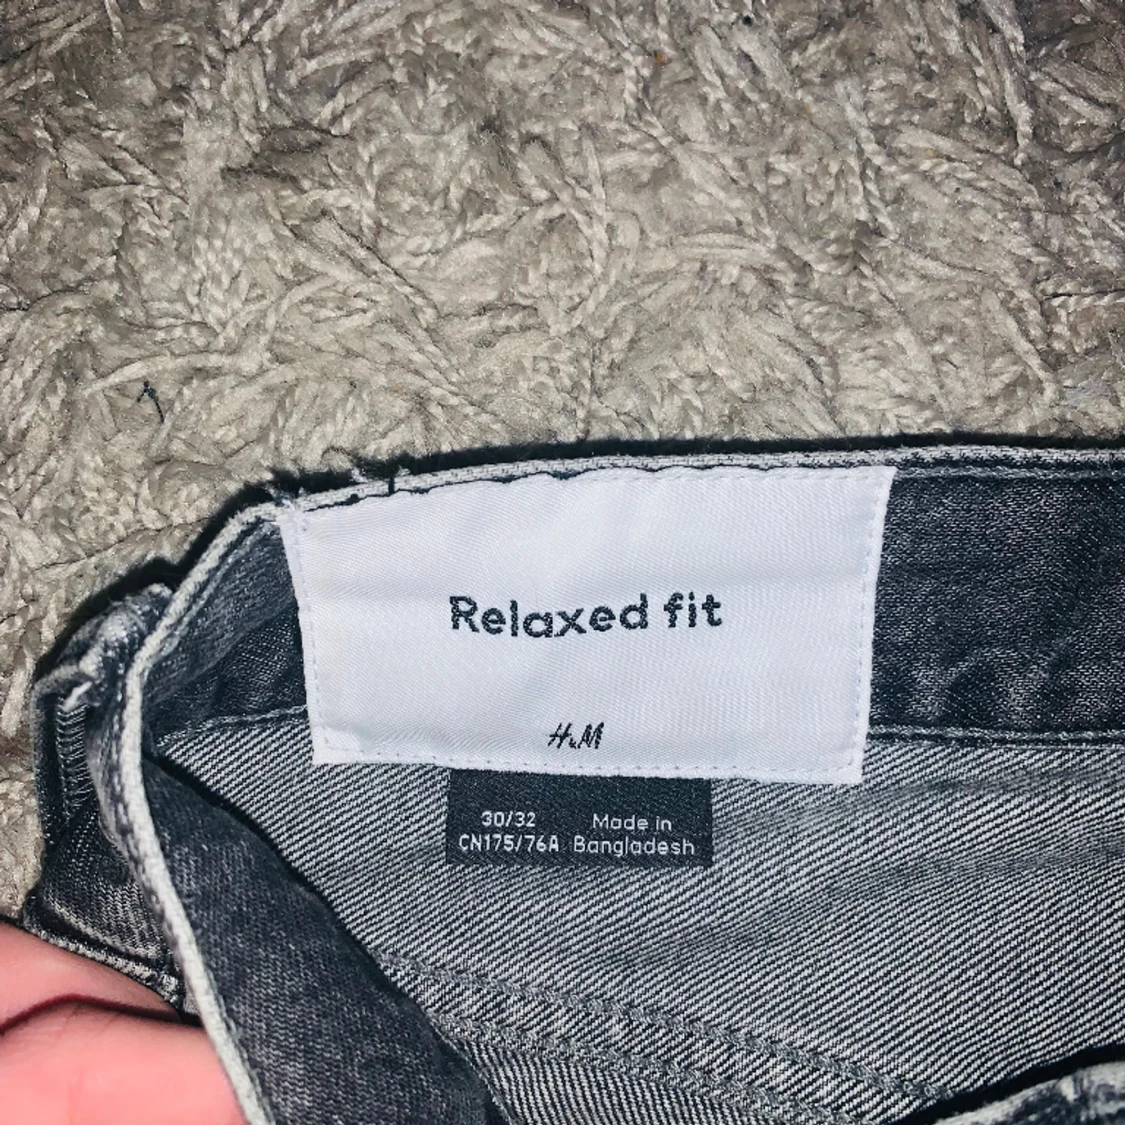 Relaxed fit
H&M
30/32
CN175/76A
Made in
Bangladesh